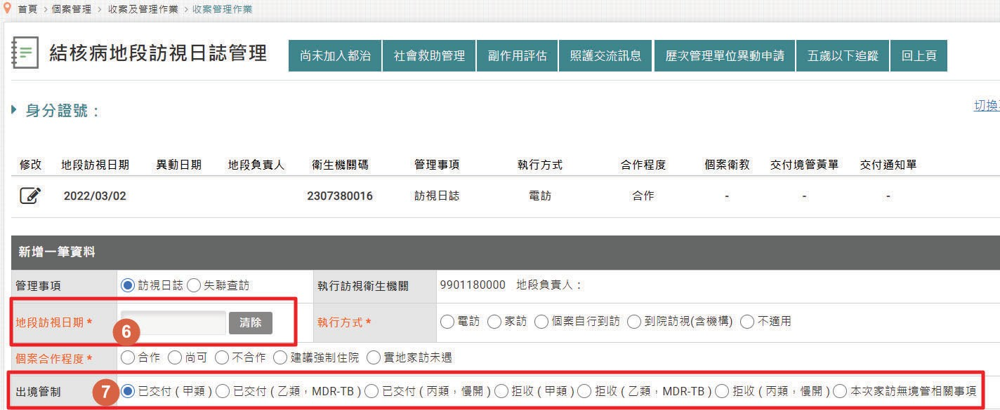 首頁 > 個案管理 > 收案及管理作業 > 收案管理作業
結核病地段訪視日誌管理 尚未加入都治 社會救助管理 副作用評估 照護交流訊息 歷次管理單位異動申請 五歲以下追蹤 回上頁
身分證號： 切換
修改 地段訪視日期 異動日期 地段負責人 衛生機關碼 管理事項 執行方式 合作程度 個案衛教 交付境管黃單 交付通知單
2022/03/02 2307380016 訪視日誌 電訪 合作 - - -
新增一筆資料
管理事項 訪視日誌 失聯查訪 執行訪視衛生機關 9901180000 地段負責人：
地段訪視日期* 6 清除 執行方式* 電訪 家訪 個案自行到訪 到院訪視(含機構) 不適用
個案合作程度* 合作 尚可 不合作 建議強制住院 實地家訪未遇
出境管制 7 已交付(甲類) 已交付(乙類，MDR-TB) 已交付(丙類，慢開) 拒收(甲類) 拒收(乙類，MDR-TB) 拒收(丙類，慢開) 本次家訪無境管相關事項